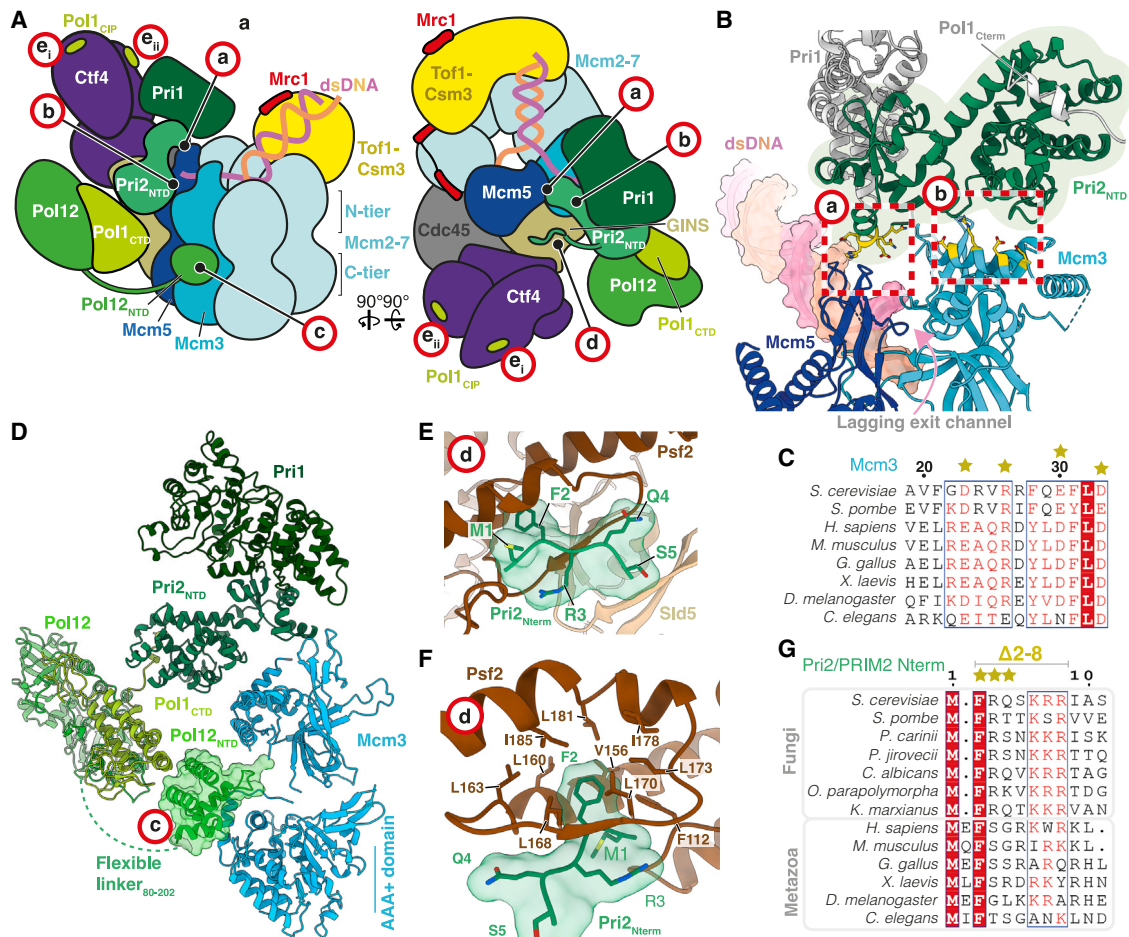 A
a
Pol1CIP
ei
eii
a
Ctf4
Pri1
Mrc1
dsDNA
b
Pri2NTD
Tof1-
Csm3
Pol12
Pol1CTD
N-tier
Mcm2-7
C-tier
Pol12NTD
Mcm5
Mcm3
c
90°
90°
Mrc1
Tof1-
Csm3
Mcm2-7
dsDNA
a
b
Mcm5
Pri1
Cdc45
GINS
Pri2NTD
Ctf4
Pol12
Pol1CTD
eii
ei
d
Pol1CIP
B
Pri1
Pol1Cterm
dsDNA
Pri2NTD
a
b
Mcm3
Mcm5
Lagging exit channel
C
Mcm3
20
30
S. cerevisiae AVFGDRVRRFQEFLD
S. pombe EVFKDRVRIFQEYLE
H. sapiens VELREAQRDYLDFLD
M. musculus VELREAQRDYLDFLD
G. gallus VELREAQRDYLDFLD
X. laevis HELREAQREYLDFLD
D. melanogaster QFIKDIQREYVDFLD
C. elegans ARKQEITEQYLNFLD
D
Pri1
Pri2NTD
Pol12
Pol1CTD
Pol12NTD
Mcm3
c
Flexible
linker80-202
AAA+ domain
E
d
Psf2
F2
Q4
M1
S5
R3
Pri2Nterm
Sld5
F
Psf2
d
L181
I185
I178
L160
F2
V156
L163
L173
L170
L168
M1
F112
Q4
R3
S5
Pri2Nterm
G
Pri2/PRIM2 Nterm
Δ2-8
1
10
Fungi
S. cerevisiae M.FRQSKRRIAS
S. pombe M.FRTTKSRVVE
P. carinii M.FRSNKKRISK
P. jirovecii M.FRSNKKRTTQ
C. albicans M.FRQVKRRTAG
O. parapolymorpha M.FRKVKRRTDG
K. marxianus M.FRQTKKRVAN
Metazoa
H. sapiens MEFSGRKWRKL.
M. musculus MQFSGRIRKKL.
G. gallus MEFSSRARQRHL
X. laevis MLFSRDRKYRHN
D. melanogaster MEFGLKKRARTE
C. elegans MIFTSGANKLND